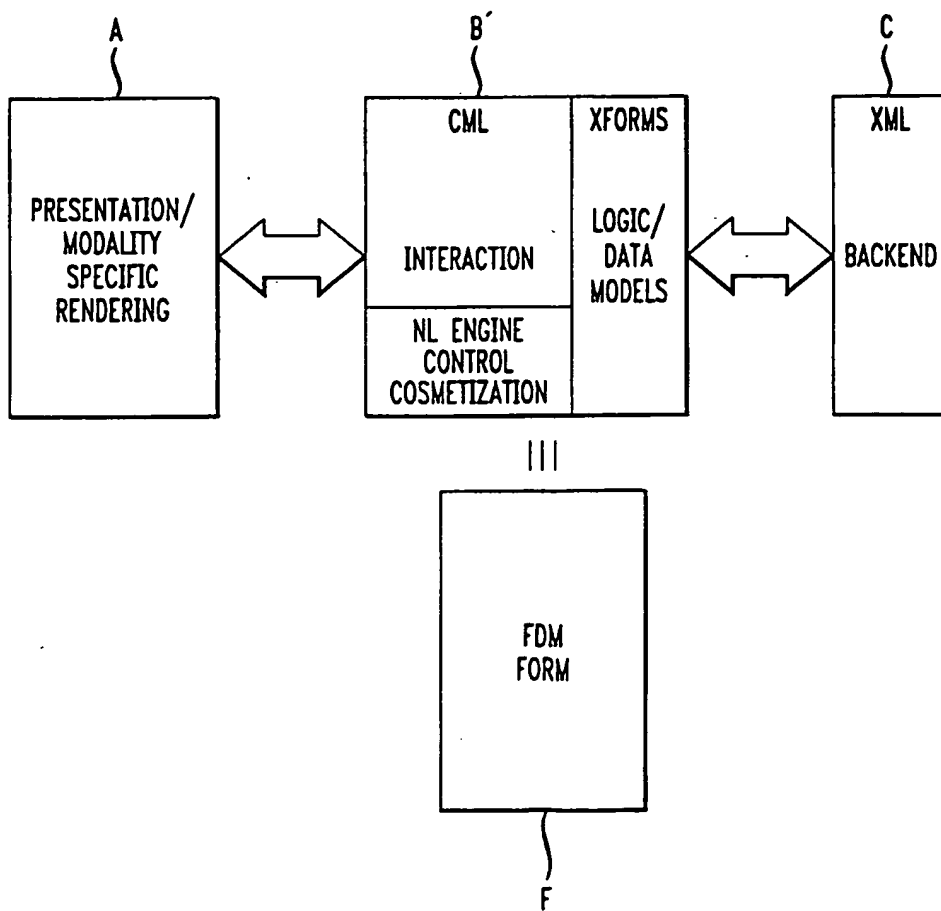 A
B´
C
PRESENTATION/
MODALITY
SPECIFIC
RENDERING
CML
INTERACTION
NL ENGINE
CONTROL
COSMETIZATION
XFORMS
LOGIC/
DATA
MODELS
XML
BACKEND
FDM
FORM
F